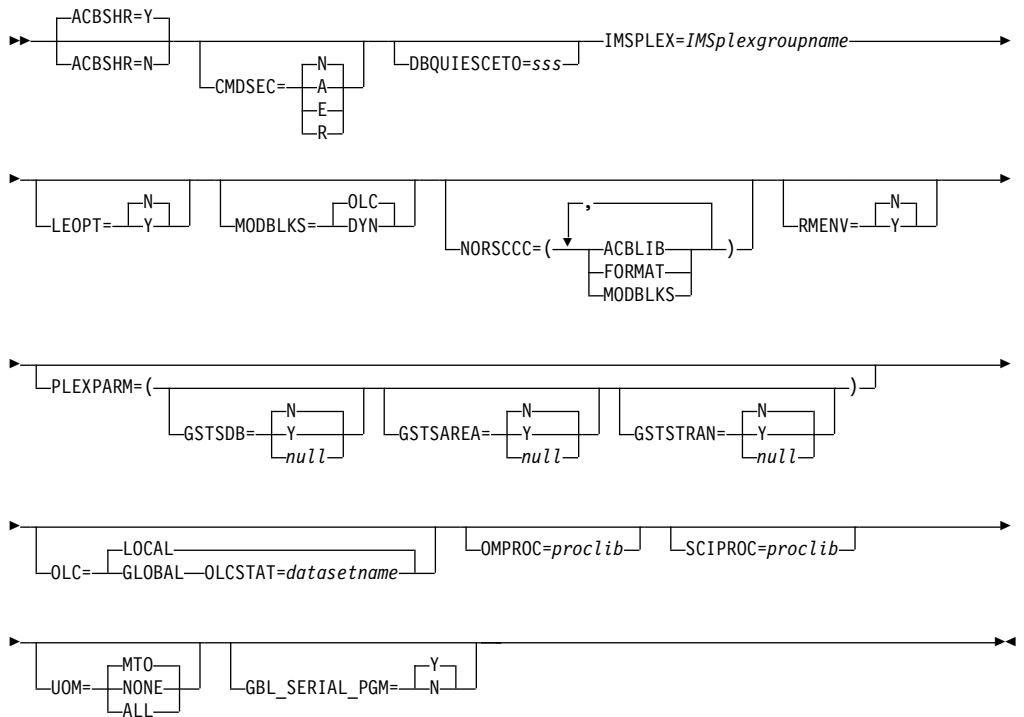 ACBSHR=Y
ACBSHR=N
CMDSEC=
N
A
E
R
DBQUIESCETO=sss
IMSPLEX=IMSplexgroupname
LEOPT=
N
Y
MODBLKS=
OLC
DYN
NORSCCC=(
,
ACBLIB
FORMAT
MODBLKS
)
RMENV=
N
Y
PLEXPARM=(
GSTSDB=
N
Y
null
GSTSAREA=
N
Y
null
GSTSTRAN=
N
Y
null
)
OLC=
LOCAL
GLOBAL OLCSTAT=datasetname
OMPROC=proclib
SCIPROC=proclib
UOM=
MTO
NONE
ALL
GBL_SERIAL_PGM=
Y
N